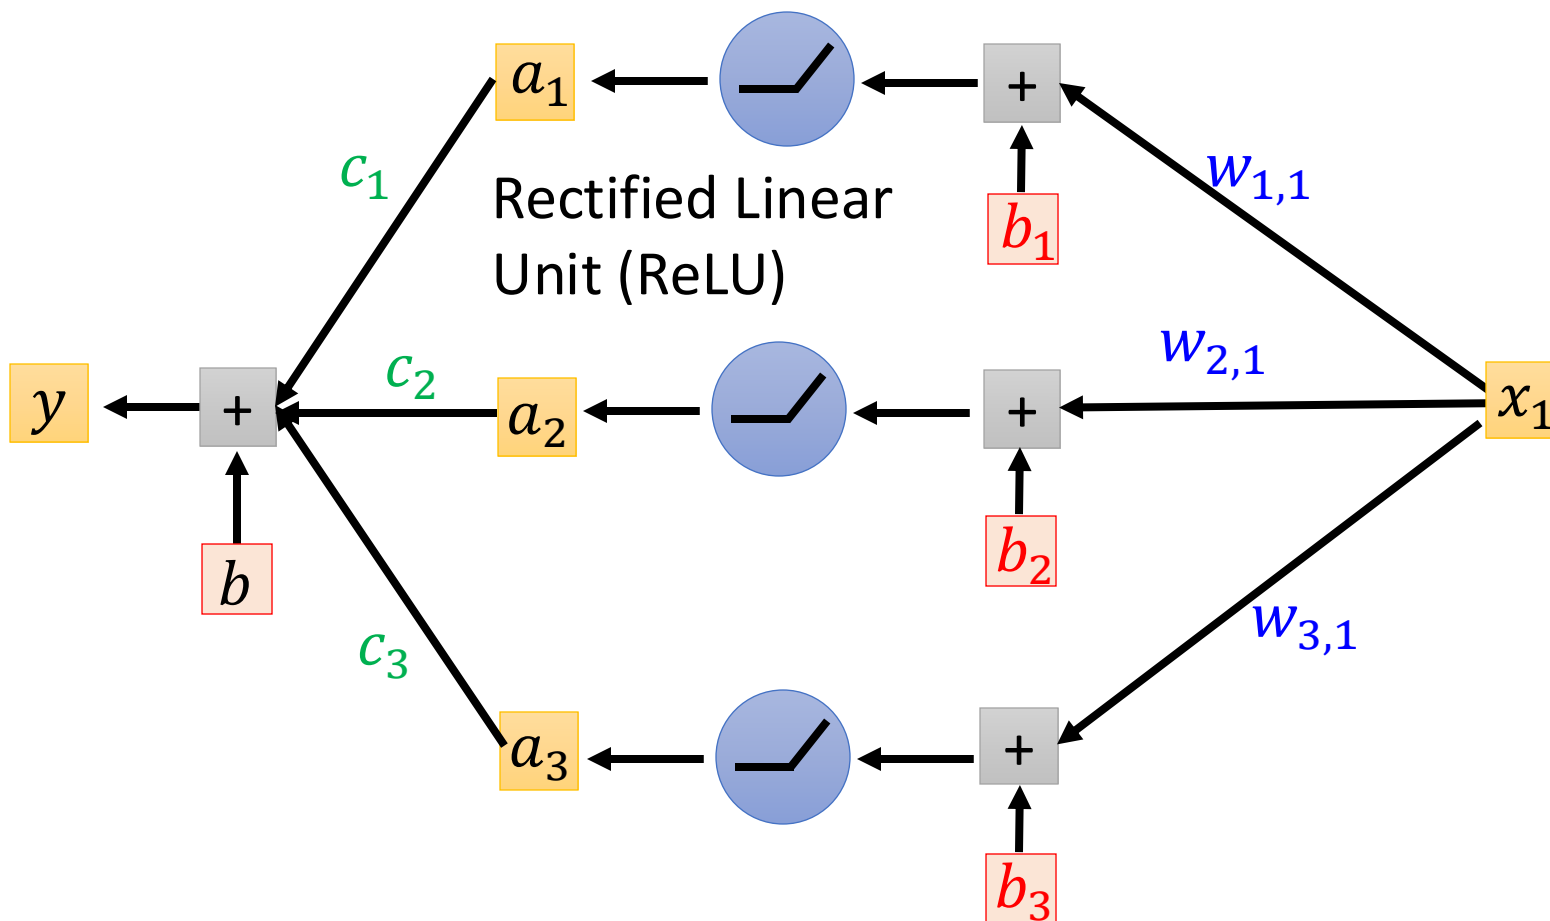 a₁
+
c₁
w₁,₁
Rectified Linear
Unit (ReLU)
b₁
y
+
c₂
a₂
+
w₂,₁
x₁
b
b₂
c₃
w₃,₁
a₃
+
b₃